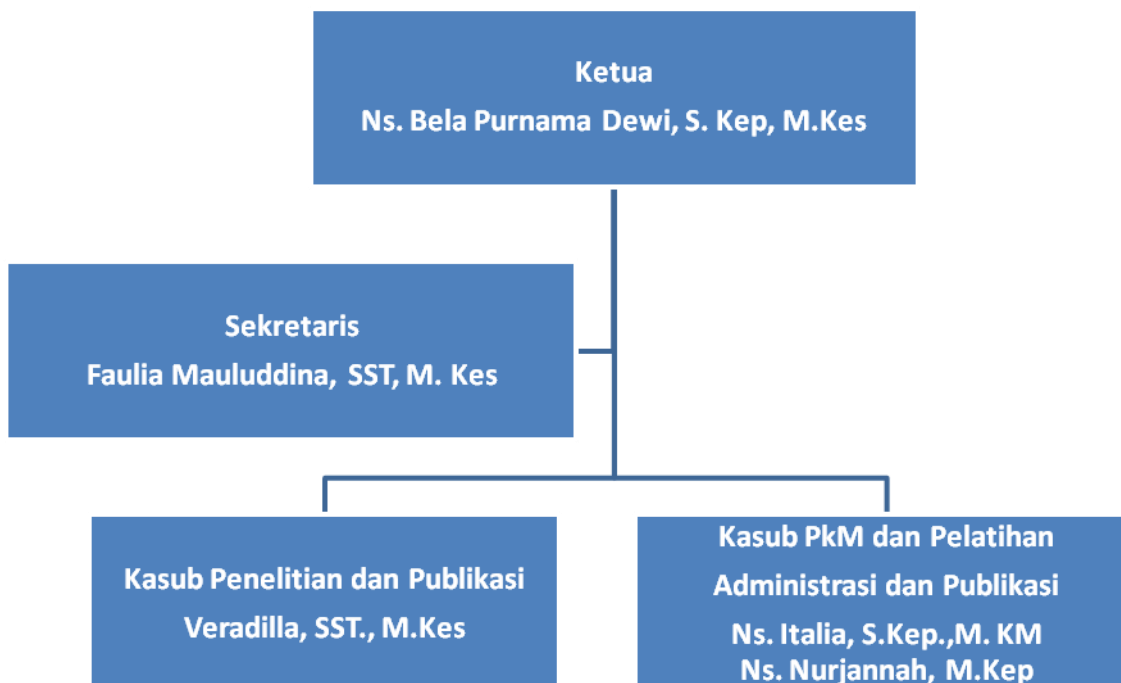 Ketua
Ns. Bela Purnama Dewi, S. Kep, M.Kes
Sekretaris
Faulia Mauluddina, SST, M. Kes
Kasub Penelitian dan Publikasi
Veradilla, SST., M.Kes
Kasub PkM dan Pelatihan
Administrasi dan Publikasi
Ns. Italia, S.Kep.,M. KM
Ns. Nurjannah, M.Kep